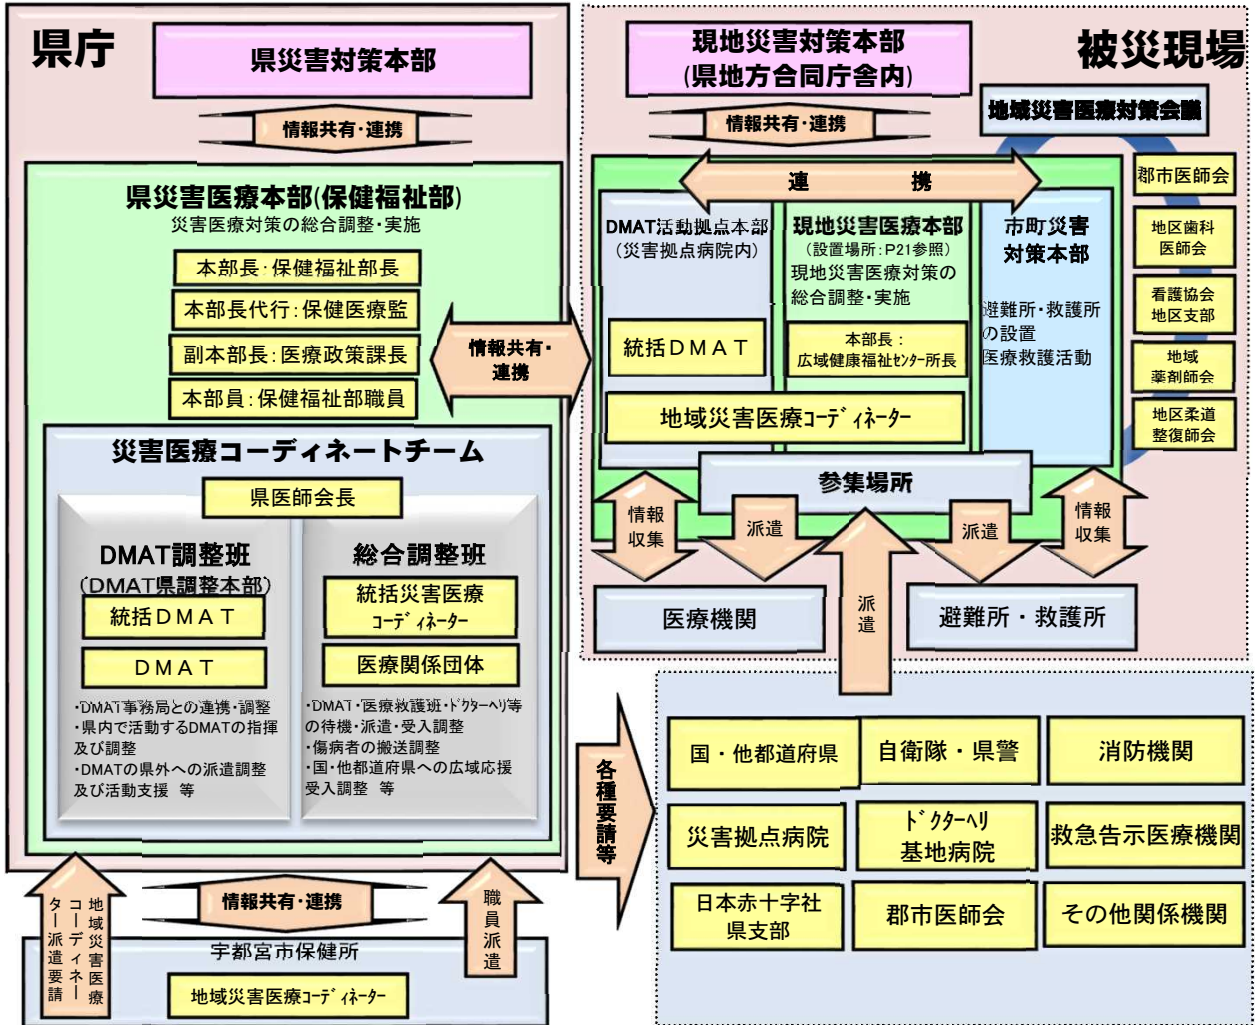 県庁
県災害対策本部
情報共有・連携
県災害医療本部(保健福祉部)
災害医療対策の総合調整・実施
本部長・保健福祉部長
本部長代行:保健医療監
副本部長:医療政策課長
本部員:保健福祉部職員
災害医療コーディネートチーム
県医師会長
DMAT調整班
(DMAT県調整本部)
統括DMAT
DMAT
・DMAT事務局との連携・調整
・県内で活動するDMATの指揮
及び調整
・DMATの県外への派遣調整
及び活動支援 等
総合調整班
統括災害医療
コーディネーター
医療関係団体
・DMAT・医療救護班・ドクターヘリ等
の待機・派遣・受入調整
・傷病者の搬送調整
・国・他都道府県への広域応援
受入調整 等
地域災害医療
コーディネー
ター派遣要請
情報共有・連携
職員派遣
宇都宮市保健所
地域災害医療コーディネーター
情報共有・
連携
被災現場
現地災害対策本部
(県地方合同庁舎内)
情報共有・連携
地域災害医療対策会議
連 携
DMAT活動拠点本部
(災害拠点病院内)
統括DMAT
現地災害医療本部
(設置場所:P21参照)
現地災害医療対策の
総合調整・実施
本部長:
広域健康福祉センター所長
地域災害医療コーディネーター
市町災害
対策本部
避難所・救護所
の設置
医療救護活動
郡市医師会
地区歯科
医師会
看護協会
地区支部
地域
薬剤師会
地区柔道
整復師会
参集場所
情報
収集
派遣
派遣
派遣
情報
収集
医療機関
避難所・救護所
各種要請等
国・他都道府県
自衛隊・県警
消防機関
災害拠点病院
ドクターヘリ
基地病院
救急告示医療機関
日本赤十字社
県支部
郡市医師会
その他関係機関